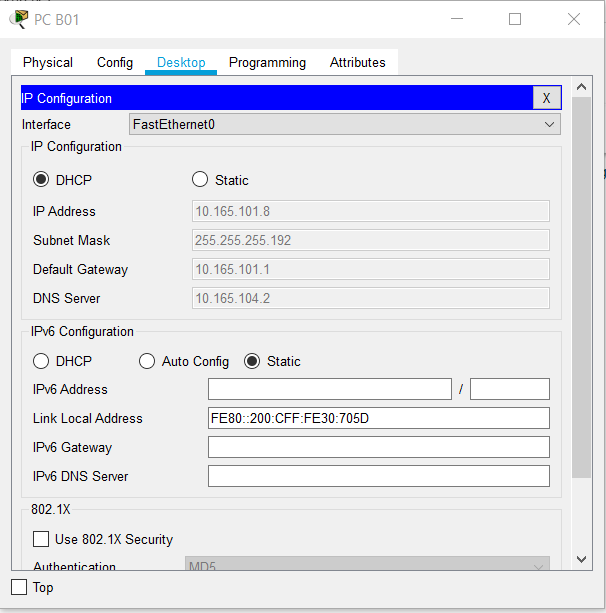 PC B01
Physical Config Desktop Programming Attributes
IP Configuration X
Interface FastEthernet0
IP Configuration
DHCP Static
IP Address 10.165.101.8
Subnet Mask 255.255.255.192
Default Gateway 10.165.101.1
DNS Server 10.165.104.2
IPv6 Configuration
DHCP Auto Config Static
IPv6 Address /
Link Local Address FE80::200:CFF:FE30:705D
IPv6 Gateway
IPv6 DNS Server
802.1X
Use 802.1X Security
Authentication MD5
Top